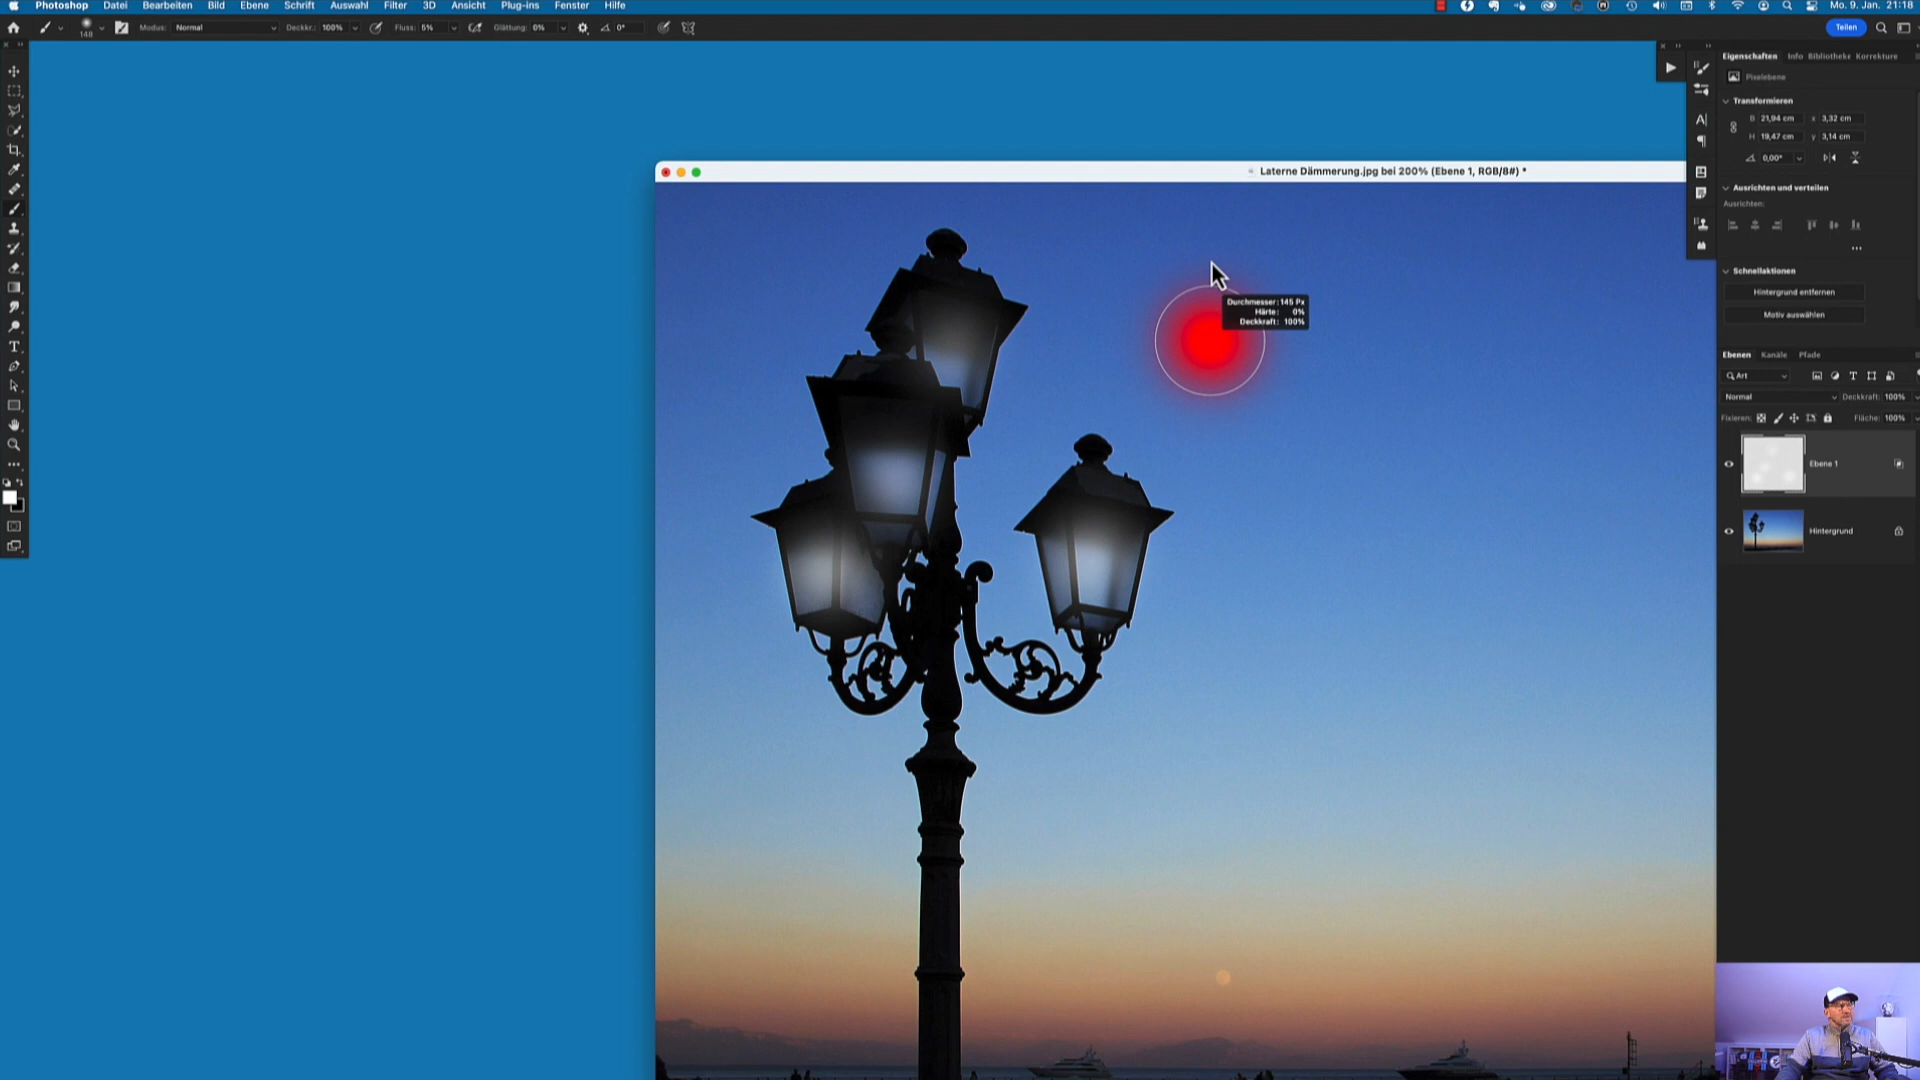 Photoshop Datei Bearbeiten Bild Ebene Schrift Auswahl Filter 3D Ansicht Plug-ins Fenster Hilfe Mo. 9. Jan. 21:18
148 Modus: Normal Deckkr.: 100% Fluss: 5% Glättung: 0% 0° Teilen
Eigenschaften Info Bibliotheke Korrekture
Pixelebene
Transformieren
B 21,94 cm x 3,32 cm
H 19,47 cm y 3,14 cm
0,00°
Laterne Dämmerung.jpg bei 200% (Ebene 1, RGB/8#) *
Ausrichten und verteilen
Ausrichten:
Schnellaktionen
Hintergrund entfernen
Motiv auswählen
Durchmesser: 145 Px
Härte: 0%
Deckkraft: 100%
Ebenen Kanäle Pfade
Art
Normal Deckkraft: 100%
Fixieren: Fläche: 100%
Ebene 1
Hintergrund